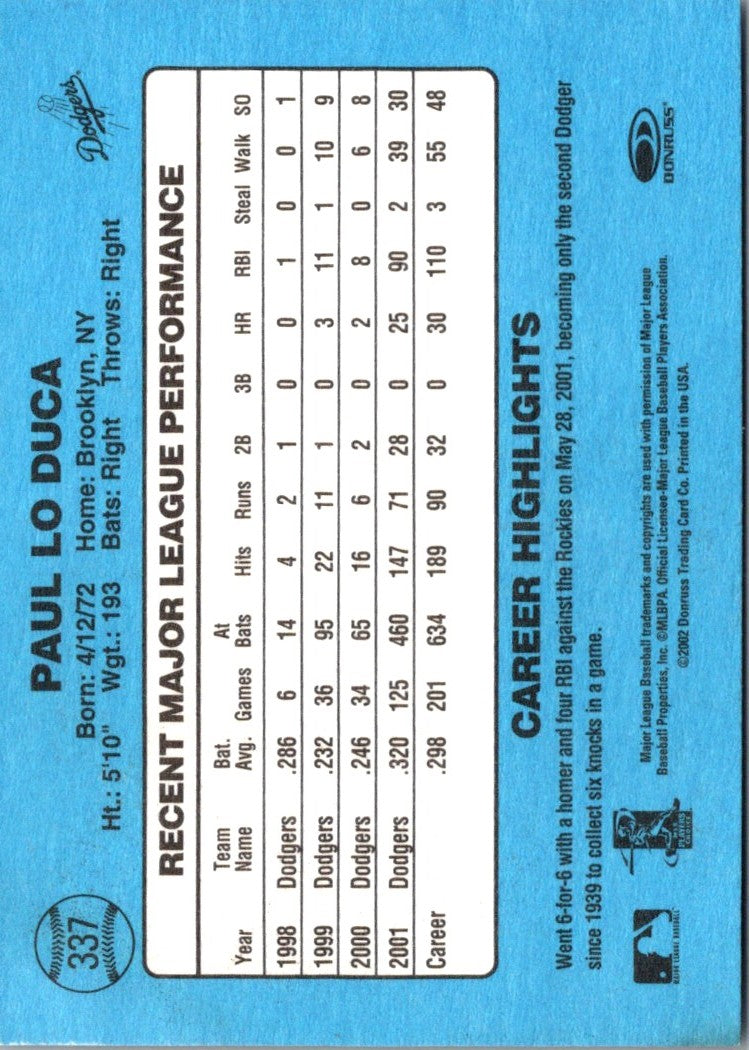 337
PAUL LO DUCA
Born: 4/12/72 Home: Brooklyn, NY
Ht.: 5'10" Wgt.: 193 Bats: Right Throws: Right
Dodgers
RECENT MAJOR LEAGUE PERFORMANCE
Year Team Name Bat. Avg. Games At Bats Hits Runs 2B 3B HR RBI Steal Walk SO
1998 Dodgers .286 6 14 4 2 1 0 0 1 0 0 1
1999 Dodgers .232 36 95 22 11 1 0 3 11 1 10 9
2000 Dodgers .246 34 65 16 6 2 0 2 8 0 6 8
2001 Dodgers .320 125 460 147 71 28 0 25 90 2 39 30
Career .298 201 634 189 90 32 0 30 110 3 55 48
CAREER HIGHLIGHTS
Went 6-for-6 with a homer and four RBI against the Rockies on May 28, 2001, becoming only the second Dodger
since 1939 to collect six knocks in a game.
MAJOR LEAGUE BASEBALL
PLAYERS
CHOICE
Major League Baseball trademarks and copyrights are used with permission of Major League
Baseball Properties, Inc. ©MLBPA. Official Licensee-Major League Baseball Players Association.
©2002 Donruss Trading Card Co. Printed in the USA.
DONRUSS